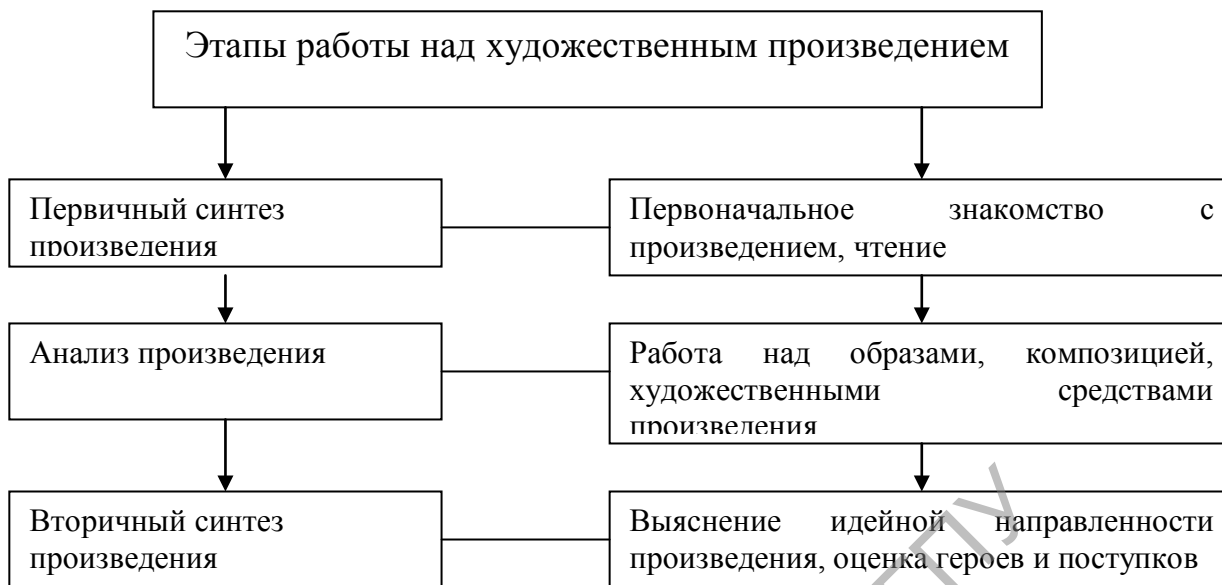 Этапы работы над художественным произведением
Первичный синтез
произведения
Первоначальное знакомство с
произведением, чтение
Анализ произведения
Работа над образами, композицией,
художественными средствами
произведения
Вторичный синтез
произведения
Выяснение идейной направленности
произведения, оценка героев и поступков